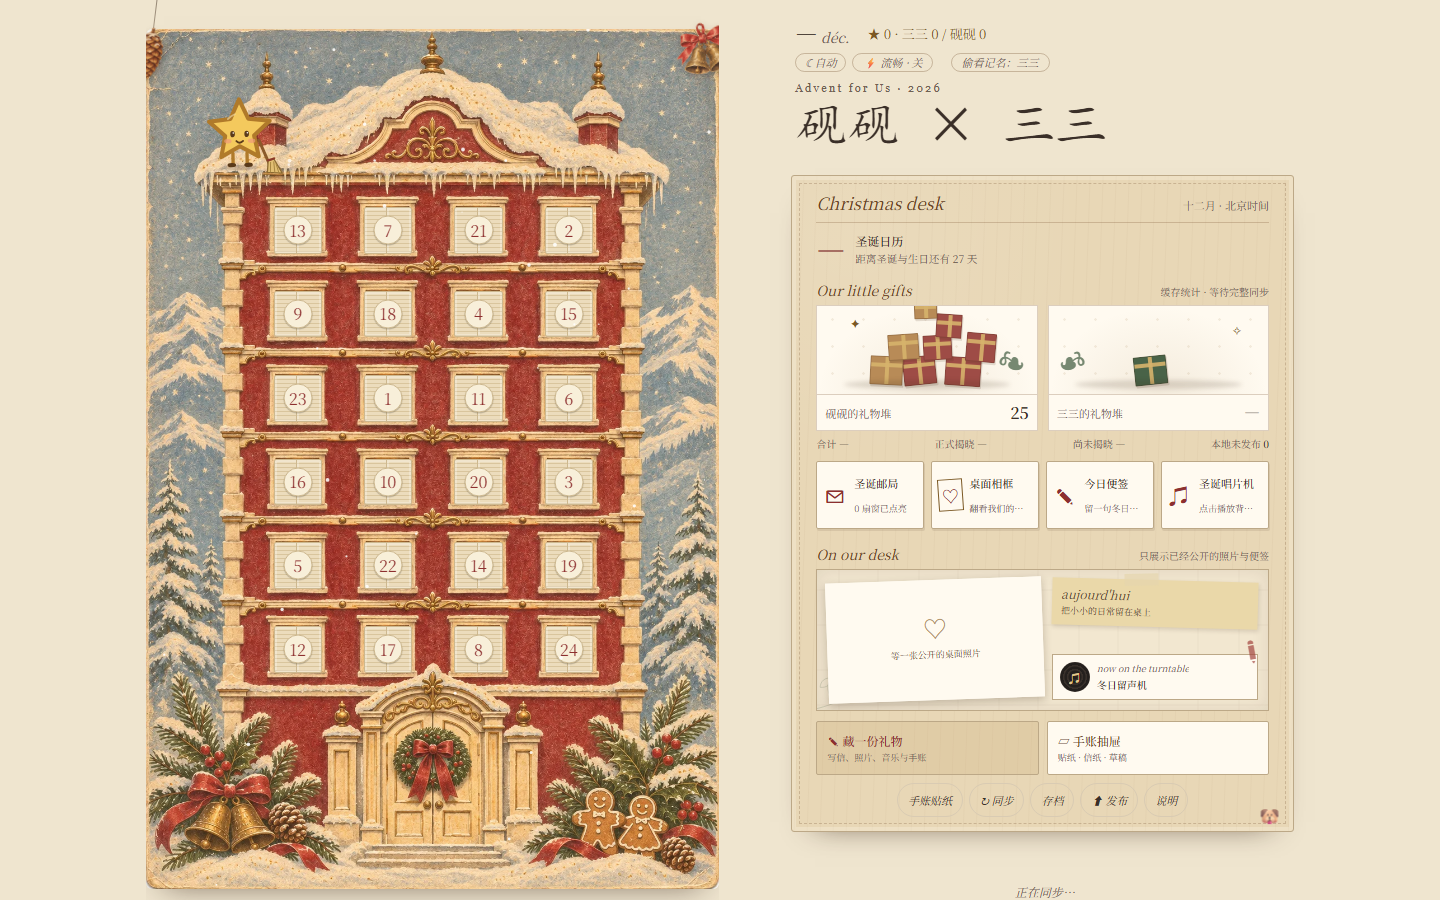 13 7 21 2
9 18 4 15
23 1 11 6
16 10 20 3
5 22 14 19
12 17 8 24
— déc. ★ 0 · 三三 0 / 砚砚 0
☾ 自动 ⚡ 流畅 · 关 偷看记名：三三
Advent for Us · 2026
砚砚 × 三三
Christmas desk 十二月 · 北京时间
圣诞日历
距离圣诞与生日还有 27 天
Our little gifts 缓存统计 · 等待完整同步
砚砚的礼物堆 25 三三的礼物堆 —
合计 — 正式揭晓 — 尚未揭晓 — 本地未发布 0
圣诞邮局 桌面相框 今日便签 圣诞唱片机
0 扇窗已点亮 翻看我们的… 留一句冬日… 点击播放背…
On our desk 只展示已经公开的照片与便签
等一张公开的桌面照片
aujourd'hui
把小小的日常留在桌上
now on the turntable
冬日留声机
藏一份礼物 手账抽屉
写信、照片、音乐与手账 贴纸 · 信纸 · 草稿
手账贴纸 ↻ 同步 存档 ⬆ 发布 说明
正在同步…